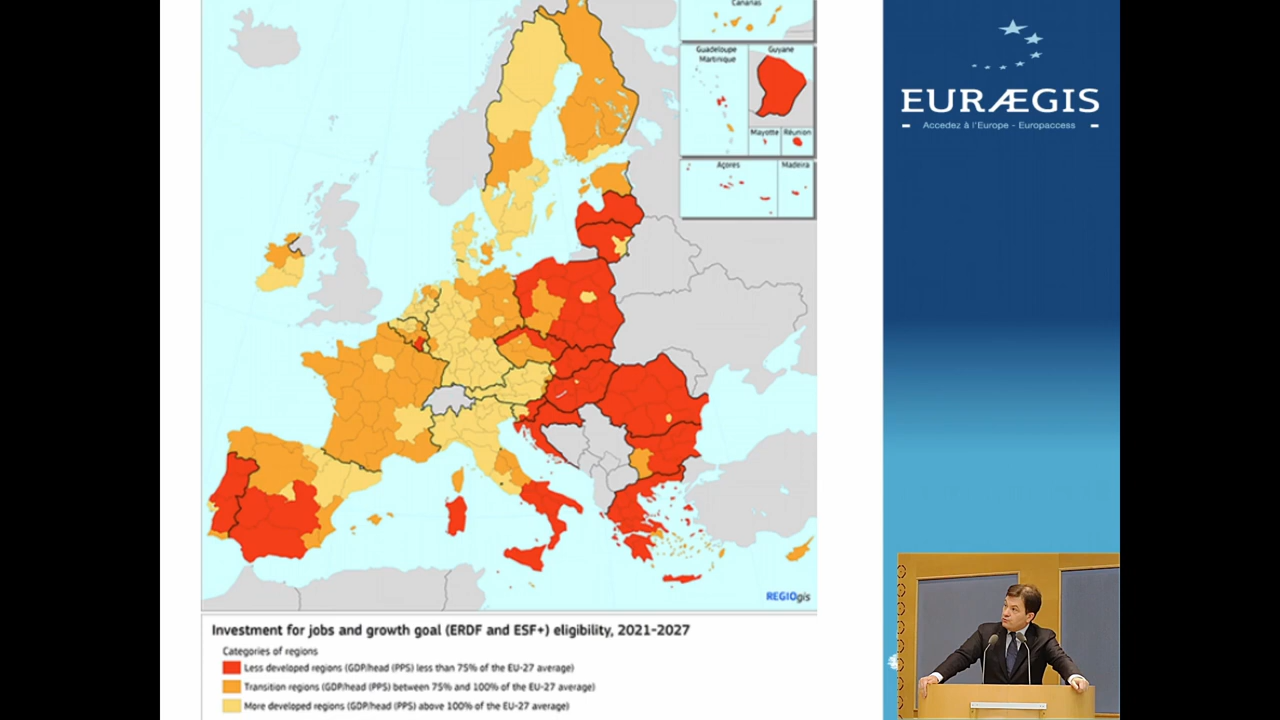 Canarias
Guadeloupe
Martinique
Guyane
Mayotte
Réunion
Açores
Madeira
REGIOgis
Investment for jobs and growth goal (ERDF and ESF+) eligibility, 2021-2027
Categories of regions
Less developed regions (GDP/head (PPS) less than 75% of the EU-27 average)
Transition regions (GDP/head (PPS) between 75% and 100% of the EU-27 average)
More developed regions (GDP/head (PPS) above 100% of the EU-27 average)
EURÆGIS
Accedez à l'Europe - Europaccess